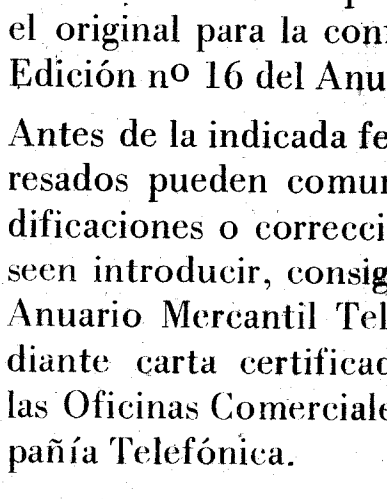 el original para la con
Edición nº 16 del Anu
Antes de la indicada fe
resados pueden comu
dificaciones o correcci
seen introducir, consig
Anuario Mercantil Tel
diante carta certificad
las Oficinas Comerciale
pañía Telefónica.